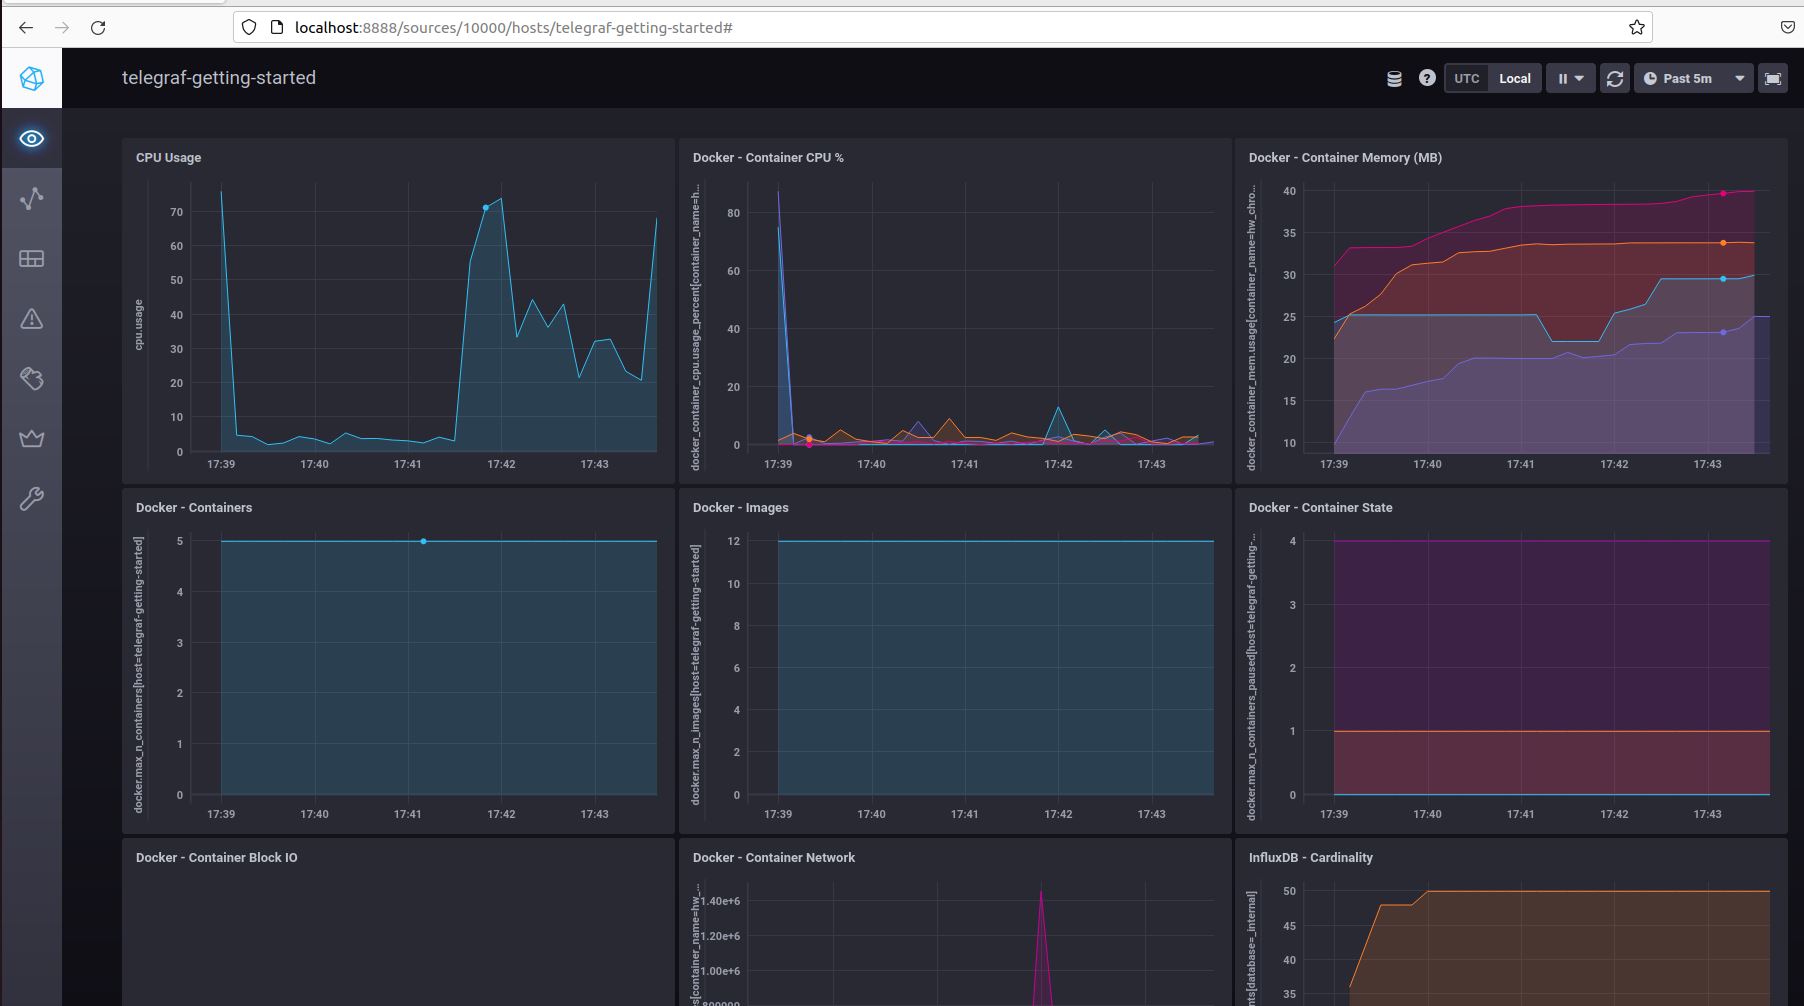 localhost:8888/sources/10000/hosts/telegraf-getting-started#
telegraf-getting-started
? UTC Local Past 5m
CPU Usage
cpu.usage
70
60
50
40
30
20
10
0
17:39 17:40 17:41 17:42 17:43
Docker - Container CPU %
docker_container_cpu.usage_percent[container_name=h...
80
60
40
20
0
17:39 17:40 17:41 17:42 17:43
Docker - Container Memory (MB)
docker_container_mem.usage[container_name=hw_chro...
40
35
30
25
20
15
10
17:39 17:40 17:41 17:42 17:43
Docker - Containers
docker.max_n_containers[host=telegraf-getting-started]
5
4
3
2
1
0
17:39 17:40 17:41 17:42 17:43
Docker - Images
docker.max_n_images[host=telegraf-getting-started]
12
10
8
6
4
2
0
17:39 17:40 17:41 17:42 17:43
Docker - Container State
docker.max_n_containers_paused[host=telegraf-getting-...
4
3
2
1
0
17:39 17:40 17:41 17:42 17:43
Docker - Container Block IO
Docker - Container Network
s[container_name=hw_...
1.40e+6
1.20e+6
1.00e+6
800000
InfluxDB - Cardinality
nts[database=_internal]
50
45
40
35